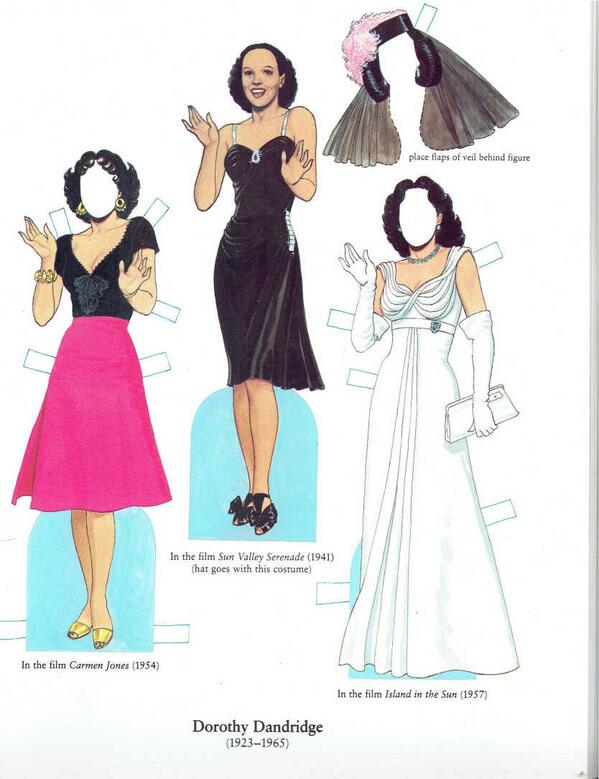 place flaps of veil behind figure
In the film Sun Valley Serenade (1941)
(hat goes with this costume)
In the film Carmen Jones (1954)
In the film Island in the Sun (1957)
Dorothy Dandridge
(1923–1965)